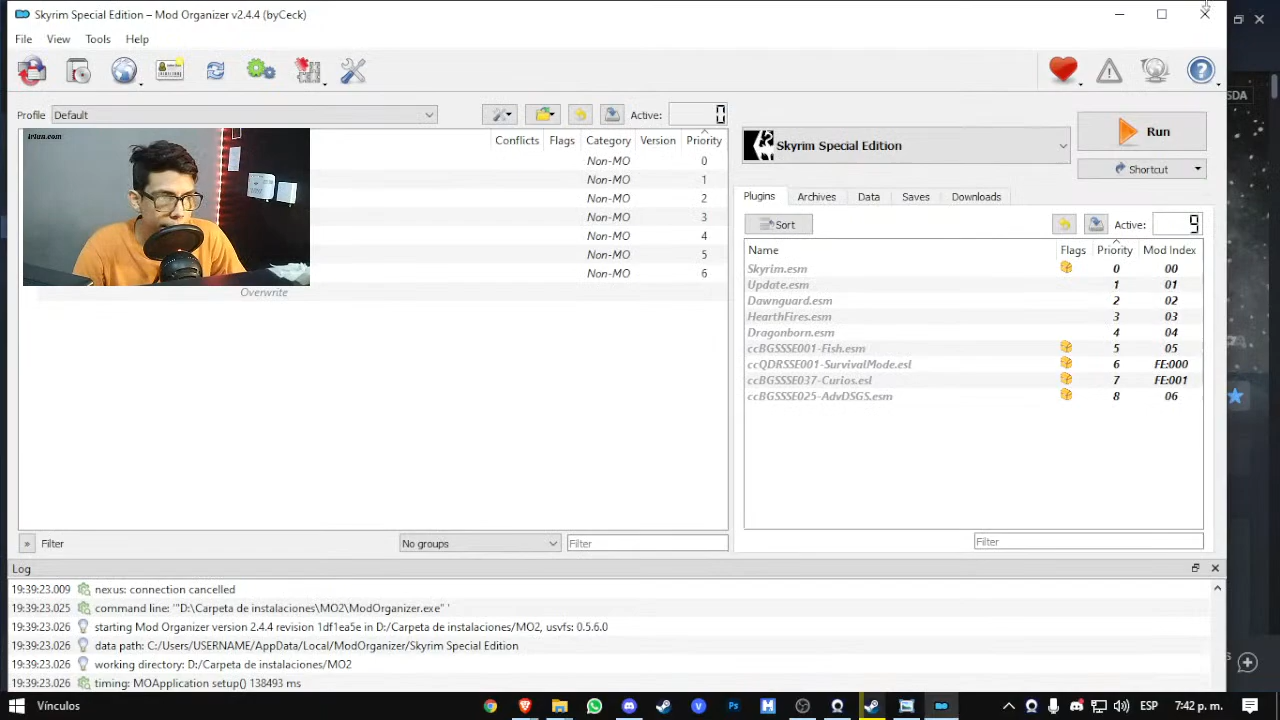 Skyrim Special Edition – Mod Organizer v2.4.4 (byCeck)
File View Tools Help
SDA
Profile Default Active: 0
Conflicts Flags Category Version Priority
Non-MO 0
Non-MO 1
Non-MO 2
Non-MO 3
Non-MO 4
Non-MO 5
Non-MO 6
Overwrite
Skyrim Special Edition
Run
Shortcut
Plugins Archives Data Saves Downloads
Sort Active: 9
Name Flags Priority Mod Index
Skyrim.esm 0 00
Update.esm 1 01
Dawnguard.esm 2 02
HearthFires.esm 3 03
Dragonborn.esm 4 04
ccBGSSSE001-Fish.esm 5 05
ccQDRSSE001-SurvivalMode.esl 6 FE:000
ccBGSSSE037-Curios.esl 7 FE:001
ccBGSSSE025-AdvDSGS.esm 8 06
» Filter No groups Filter
Filter
Log
19:39:23.009 nexus: connection cancelled
19:39:23.025 command line: '"D:\Carpeta de instalaciones\MO2\ModOrganizer.exe" '
19:39:23.026 starting Mod Organizer version 2.4.4 revision 1df1ea5e in D:/Carpeta de instalaciones/MO2, usvfs: 0.5.6.0
19:39:23.026 data path: C:/Users/USERNAME/AppData/Local/ModOrganizer/Skyrim Special Edition
19:39:23.026 working directory: D:/Carpeta de instalaciones/MO2
19:39:23.026 timing: MOApplication setup() 138493 ms
Vínculos ESP 7:42 p. m.